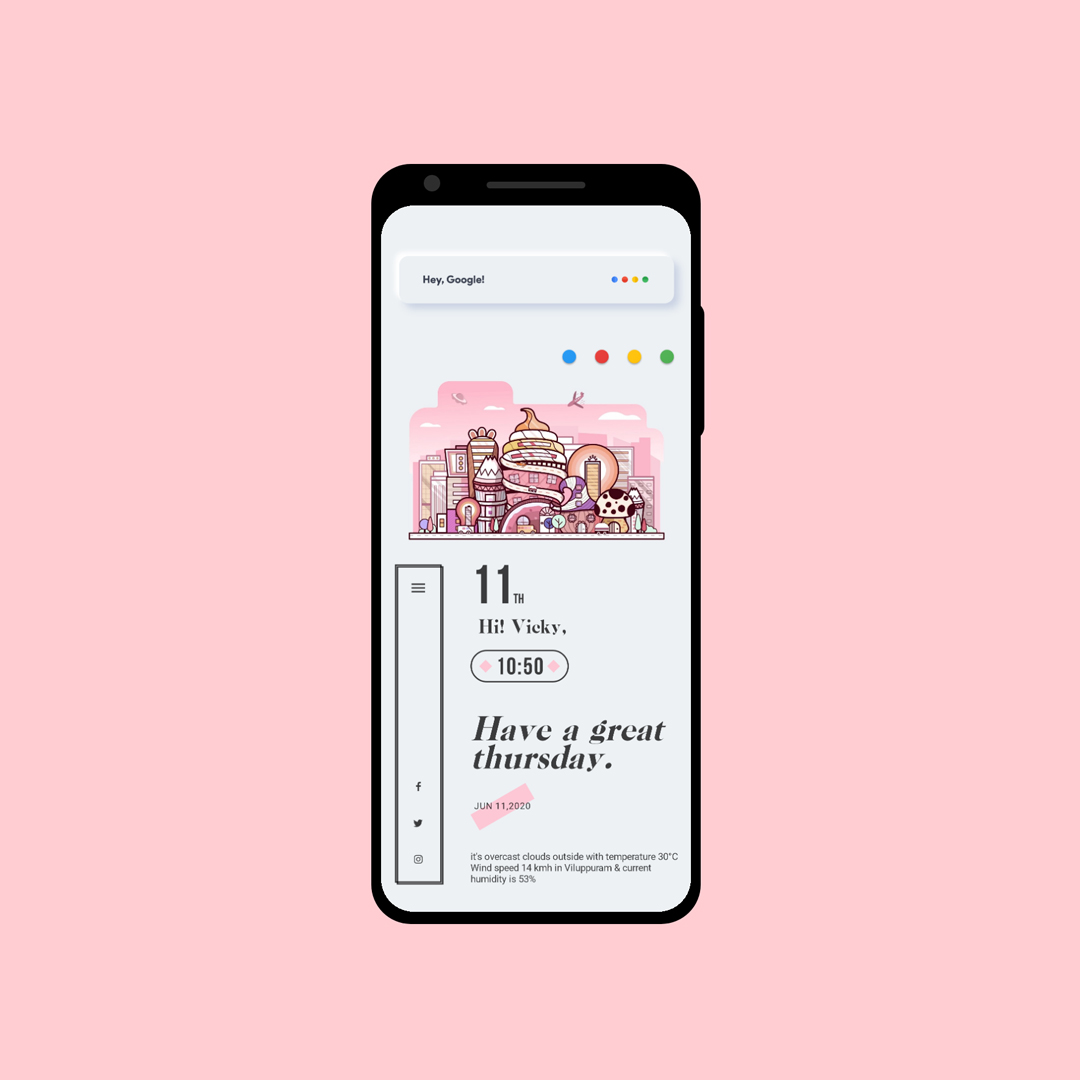 Hey, Google!
11TH
Hi! Vicky,
10:50
Have a great
thursday.
JUN 11,2020
it's overcast clouds outside with temperature 30°C
Wind speed 14 kmh in Viluppuram & current
humidity is 53%